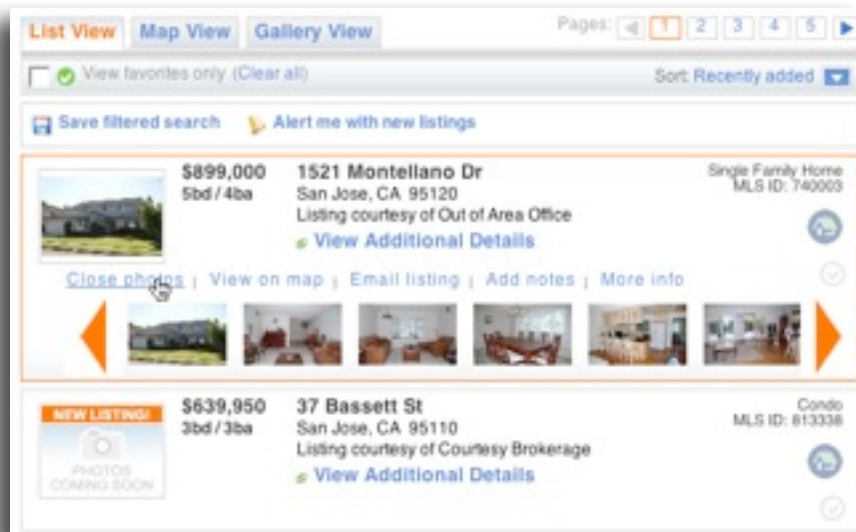 List View Map View Gallery View Pages: 1 2 3 4 5
View favorites only (Clear all) Sort: Recently added
Save filtered search Alert me with new listings
$899,000 1521 Montellano Dr Single Family Home
5bd / 4ba San Jose, CA 95120 MLS ID: 740003
Listing courtesy of Out of Area Office
View Additional Details
Close photos | View on map | Email listing | Add notes | More info
NEW LISTING! $639,950 37 Bassett St Condo
3bd / 3ba San Jose, CA 95110 MLS ID: 813338
Listing courtesy of Courtesy Brokerage
PHOTOS View Additional Details
COMING SOON